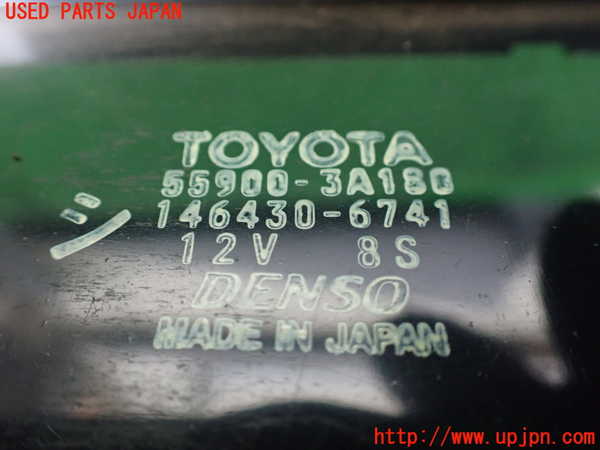 USED PARTS JAPAN
TOYOTA
55900-3A180
146430-6741
シ
12V 8S
DENSO
MADE IN JAPAN
http://www.upjpn.com/